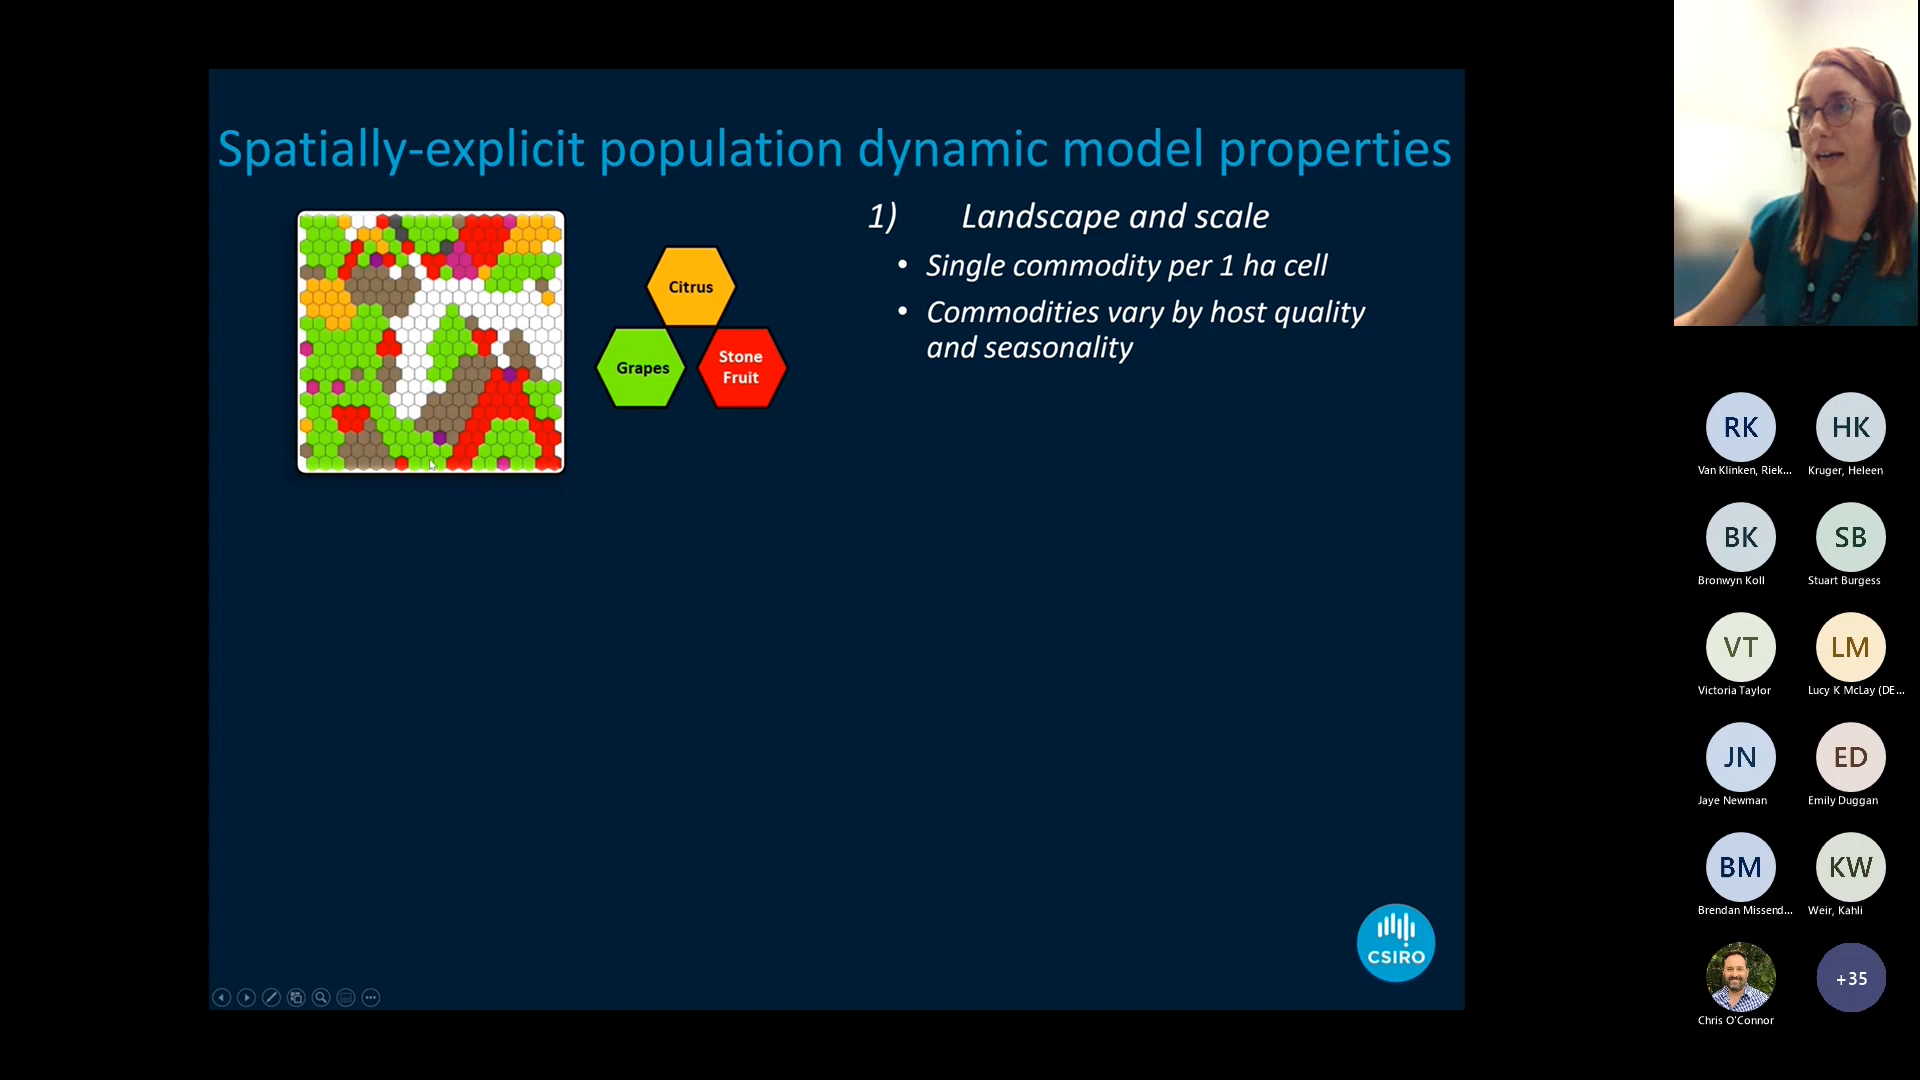 Spatially-explicit population dynamic model properties
1) Landscape and scale
• Single commodity per 1 ha cell
• Commodities vary by host quality
and seasonality
Citrus
Grapes
Stone
Fruit
CSIRO
RK
HK
Van Klinken, Riek...
Kruger, Heleen
BK
SB
Bronwyn Koll
Stuart Burgess
VT
LM
Victoria Taylor
Lucy K McLay (DE...
JN
ED
Jaye Newman
Emily Duggan
BM
KW
Brendan Missend...
Weir, Kahli
+35
Chris O'Connor